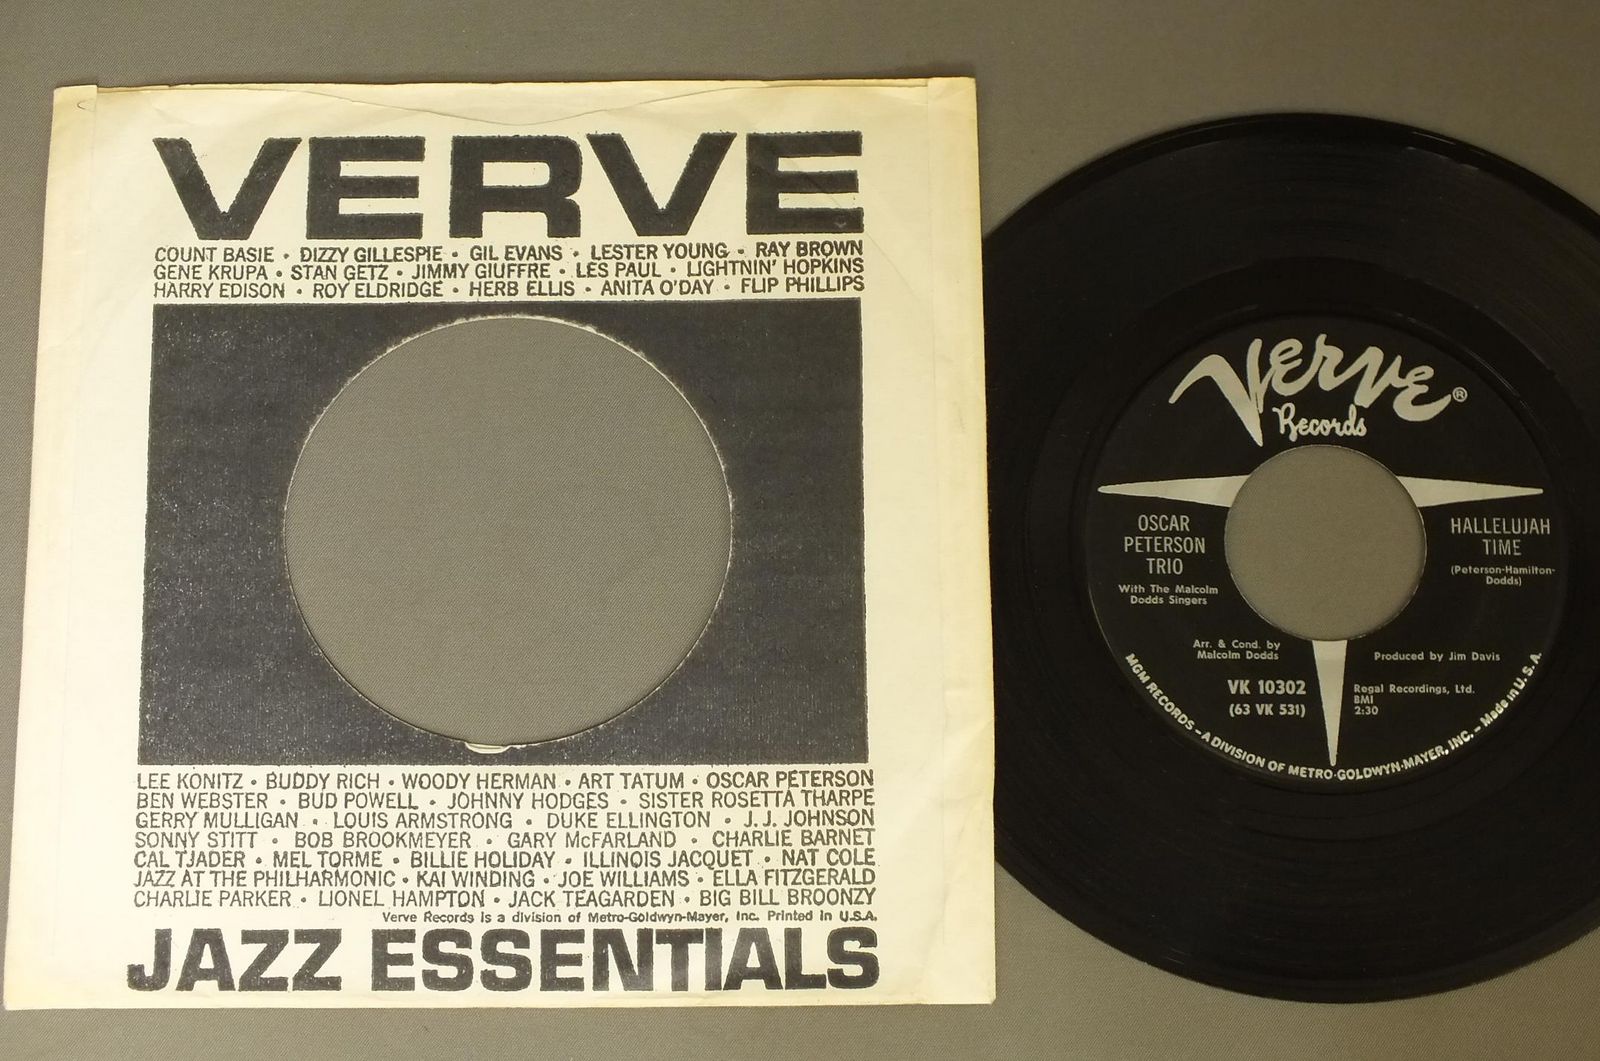 VERVE
COUNT BASIE • DIZZY GILLESPIE • GIL EVANS • LESTER YOUNG • RAY BROWN
GENE KRUPA • STAN GETZ • JIMMY GIUFFRE • LES PAUL • LIGHTNIN' HOPKINS
HARRY EDISON • ROY ELDRIDGE • HERB ELLIS • ANITA O'DAY • FLIP PHILLIPS
LEE KONITZ • BUDDY RICH • WOODY HERMAN • ART TATUM • OSCAR PETERSON
BEN WEBSTER • BUD POWELL • JOHNNY HODGES • SISTER ROSETTA THARPE
GERRY MULLIGAN • LOUIS ARMSTRONG • DUKE ELLINGTON • J.J. JOHNSON
SONNY STITT • BOB BROOKMEYER • GARY McFARLAND • CHARLIE BARNET
CAL TJADER • MEL TORME • BILLIE HOLIDAY • ILLINOIS JACQUET • NAT COLE
JAZZ AT THE PHILHARMONIC • KAI WINDING • JOE WILLIAMS • ELLA FITZGERALD
CHARLIE PARKER • LIONEL HAMPTON • JACK TEAGARDEN • BIG BILL BROONZY
Verve Records is a division of Metro-Goldwyn-Mayer, Inc. Printed in U.S.A.
JAZZ ESSENTIALS
Verve®
Records
OSCAR
PETERSON
TRIO
With The Malcolm
Dodds Singers
HALLELUJAH
TIME
(Peterson-Hamilton-
Dodds)
Arr. & Cond. by
Malcolm Dodds
Produced by Jim Davis
VK 10302
(63 VK 531)
Regal Recordings, Ltd.
BMI
2:30
MGM RECORDS – A DIVISION OF METRO-GOLDWYN-MAYER, INC. – Made in U.S.A.